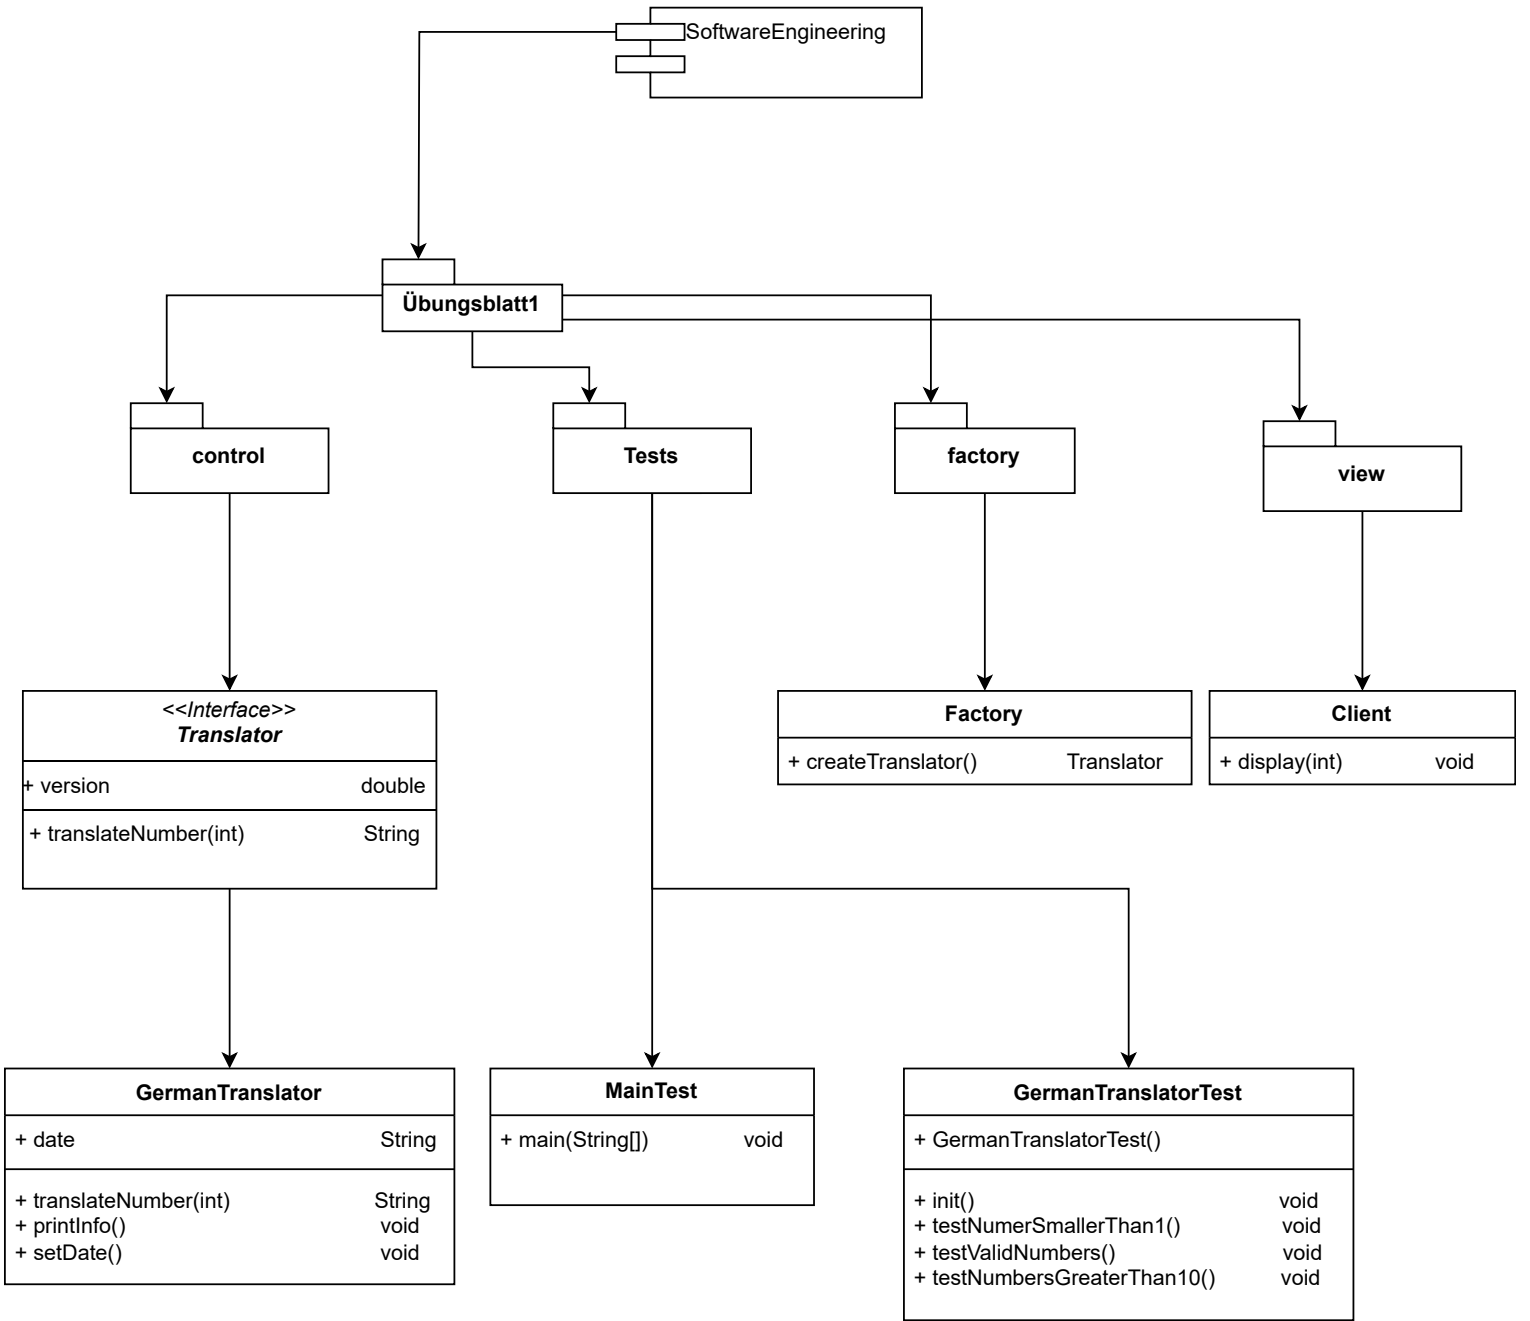 SoftwareEngineering
Übungsblatt1
control
Tests
factory
view
<<Interface>>
Translator
+ version double
+ translateNumber(int) String
Factory
+ createTranslator() Translator
Client
+ display(int) void
GermanTranslator
+ date String
+ translateNumber(int) String
+ printInfo() void
+ setDate() void
MainTest
+ main(String[]) void
GermanTranslatorTest
+ GermanTranslatorTest()
+ init() void
+ testNumerSmallerThan1() void
+ testValidNumbers() void
+ testNumbersGreaterThan10() void